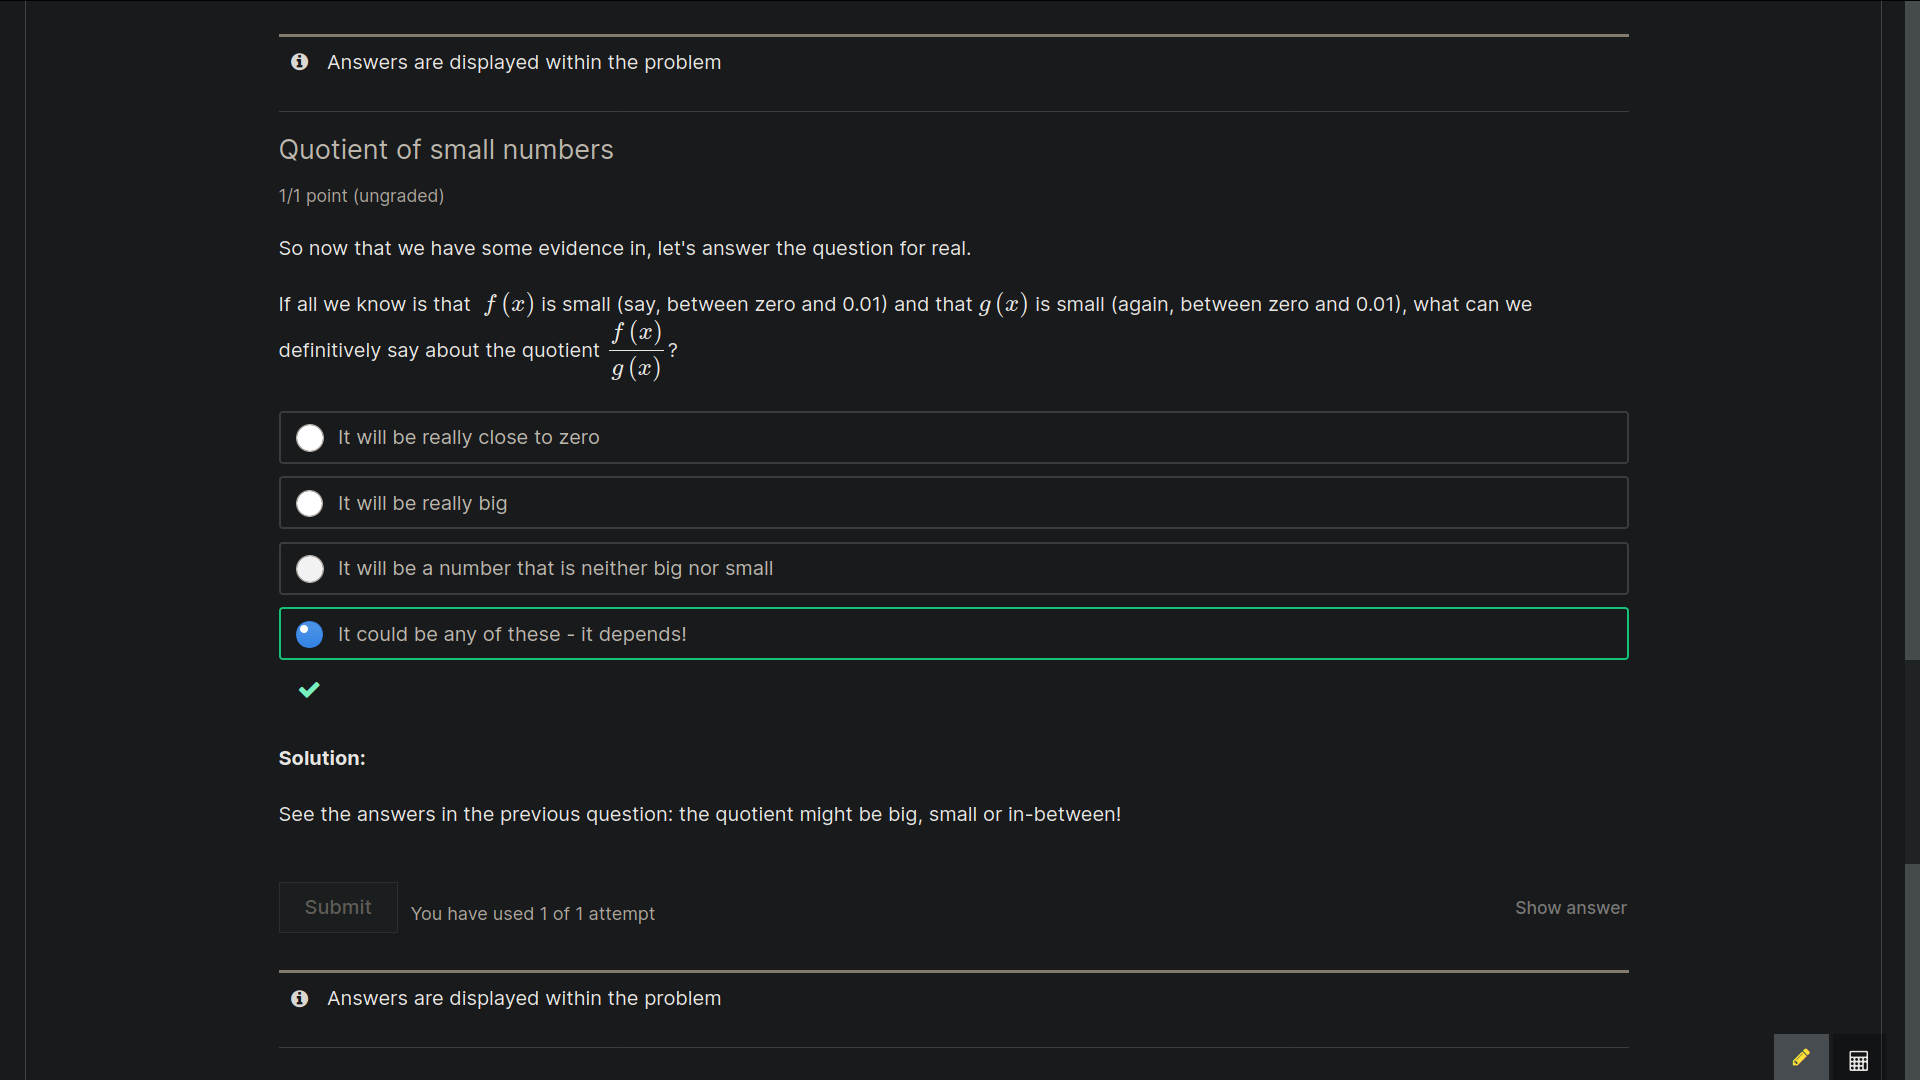 Answers are displayed within the problem
Quotient of small numbers
1/1 point (ungraded)
So now that we have some evidence in, let's answer the question for real.
If all we know is that f (x) is small (say, between zero and 0.01) and that g (x) is small (again, between zero and 0.01), what can we
definitively say about the quotient f (x) / g (x) ?
It will be really close to zero
It will be really big
It will be a number that is neither big nor small
It could be any of these - it depends!
Solution:
See the answers in the previous question: the quotient might be big, small or in-between!
Submit You have used 1 of 1 attempt Show answer
Answers are displayed within the problem